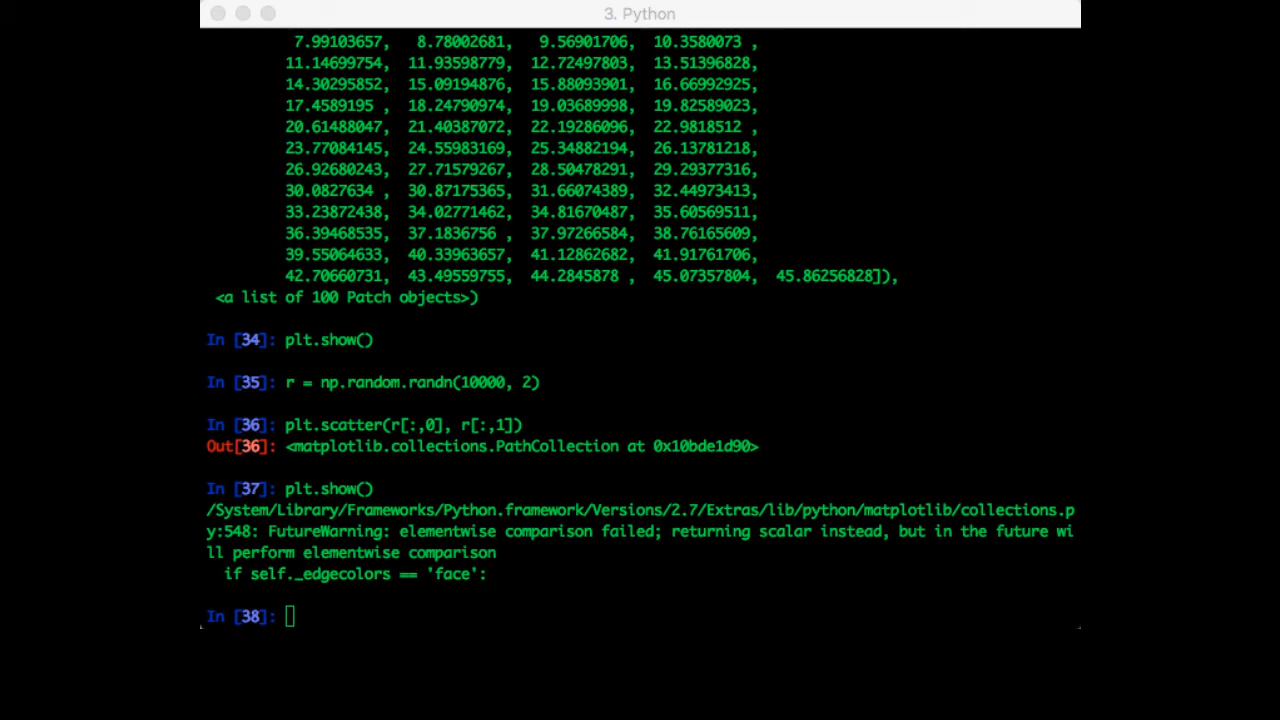 3. Python
7.99103657, 8.78002681, 9.56901706, 10.3580073 ,
11.14699754, 11.93598779, 12.72497803, 13.51396828,
14.30295852, 15.09194876, 15.88093901, 16.66992925,
17.4589195 , 18.24790974, 19.03689998, 19.82589023,
20.61488047, 21.40387072, 22.19286096, 22.9818512 ,
23.77084145, 24.55983169, 25.34882194, 26.13781218,
26.92680243, 27.71579267, 28.50478291, 29.29377316,
30.0827634 , 30.87175365, 31.66074389, 32.44973413,
33.23872438, 34.02771462, 34.81670487, 35.60569511,
36.39468535, 37.1836756 , 37.97266584, 38.76165609,
39.55064633, 40.33963657, 41.12862682, 41.91761706,
42.70660731, 43.49559755, 44.2845878 , 45.07357804, 45.86256828]),
<a list of 100 Patch objects>)
In [34]: plt.show()
In [35]: r = np.random.randn(10000, 2)
In [36]: plt.scatter(r[:,0], r[:,1])
Out[36]: <matplotlib.collections.PathCollection at 0x10bde1d90>
In [37]: plt.show()
/System/Library/Frameworks/Python.framework/Versions/2.7/Extras/lib/python/matplotlib/collections.p
y:548: FutureWarning: elementwise comparison failed; returning scalar instead, but in the future wi
ll perform elementwise comparison
if self._edgecolors == 'face':
In [38]: